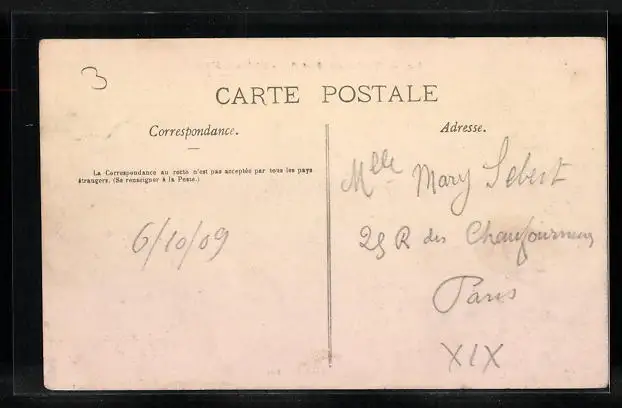 3
CARTE POSTALE
Correspondance.
Adresse.
La Correspondance au recto n'est pas acceptée par tous les pays
étrangers. (Se renseigner à la Poste.)
6/10/09
Mlle Mary Sebert
25 R des Chaufourniers
Paris
XIX